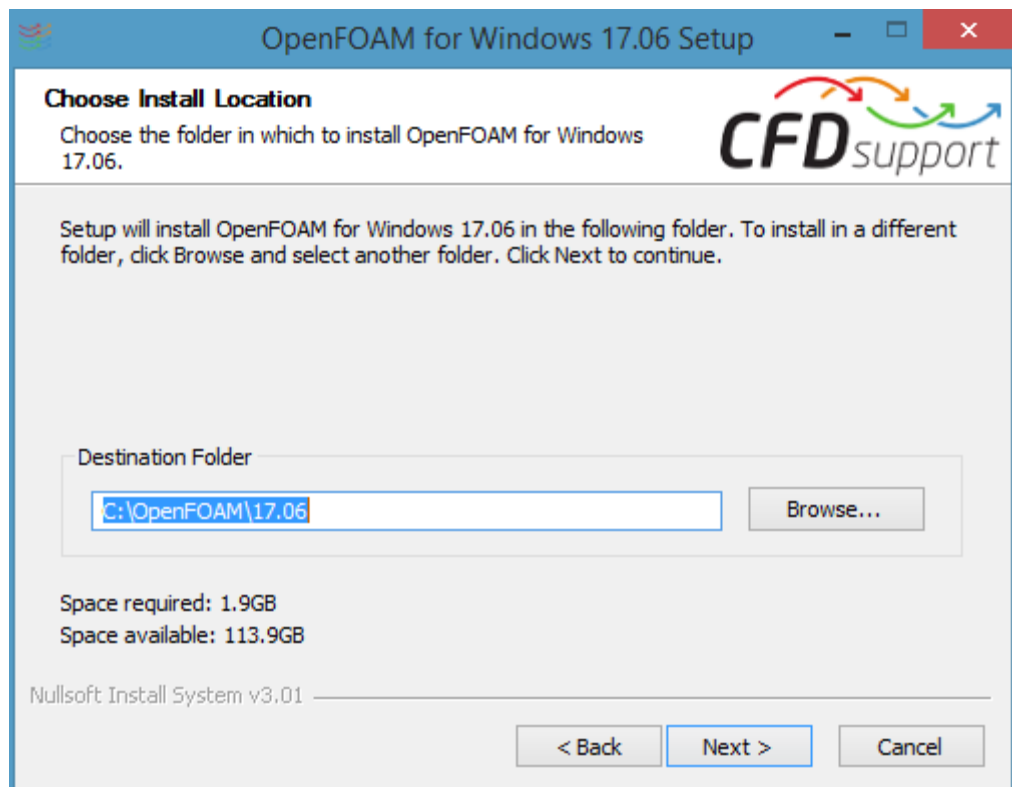 OpenFOAM for Windows 17.06 Setup
Choose Install Location
Choose the folder in which to install OpenFOAM for Windows
17.06.
CFDsupport
Setup will install OpenFOAM for Windows 17.06 in the following folder. To install in a different
folder, click Browse and select another folder. Click Next to continue.
Destination Folder
C:\OpenFOAM\17.06
Browse...
Space required: 1.9GB
Space available: 113.9GB
Nullsoft Install System v3.01
< Back
Next >
Cancel